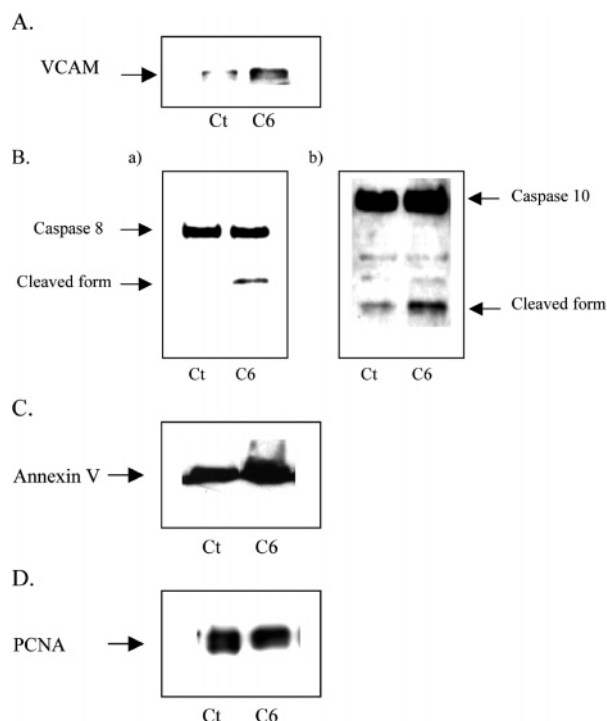 A.
VCAM
Ct C6
B.
a) b)
Caspase 8
Caspase 10
Cleaved form
Cleaved form
Ct C6
Ct C6
C.
Annexin V
Ct C6
D.
PCNA
Ct C6